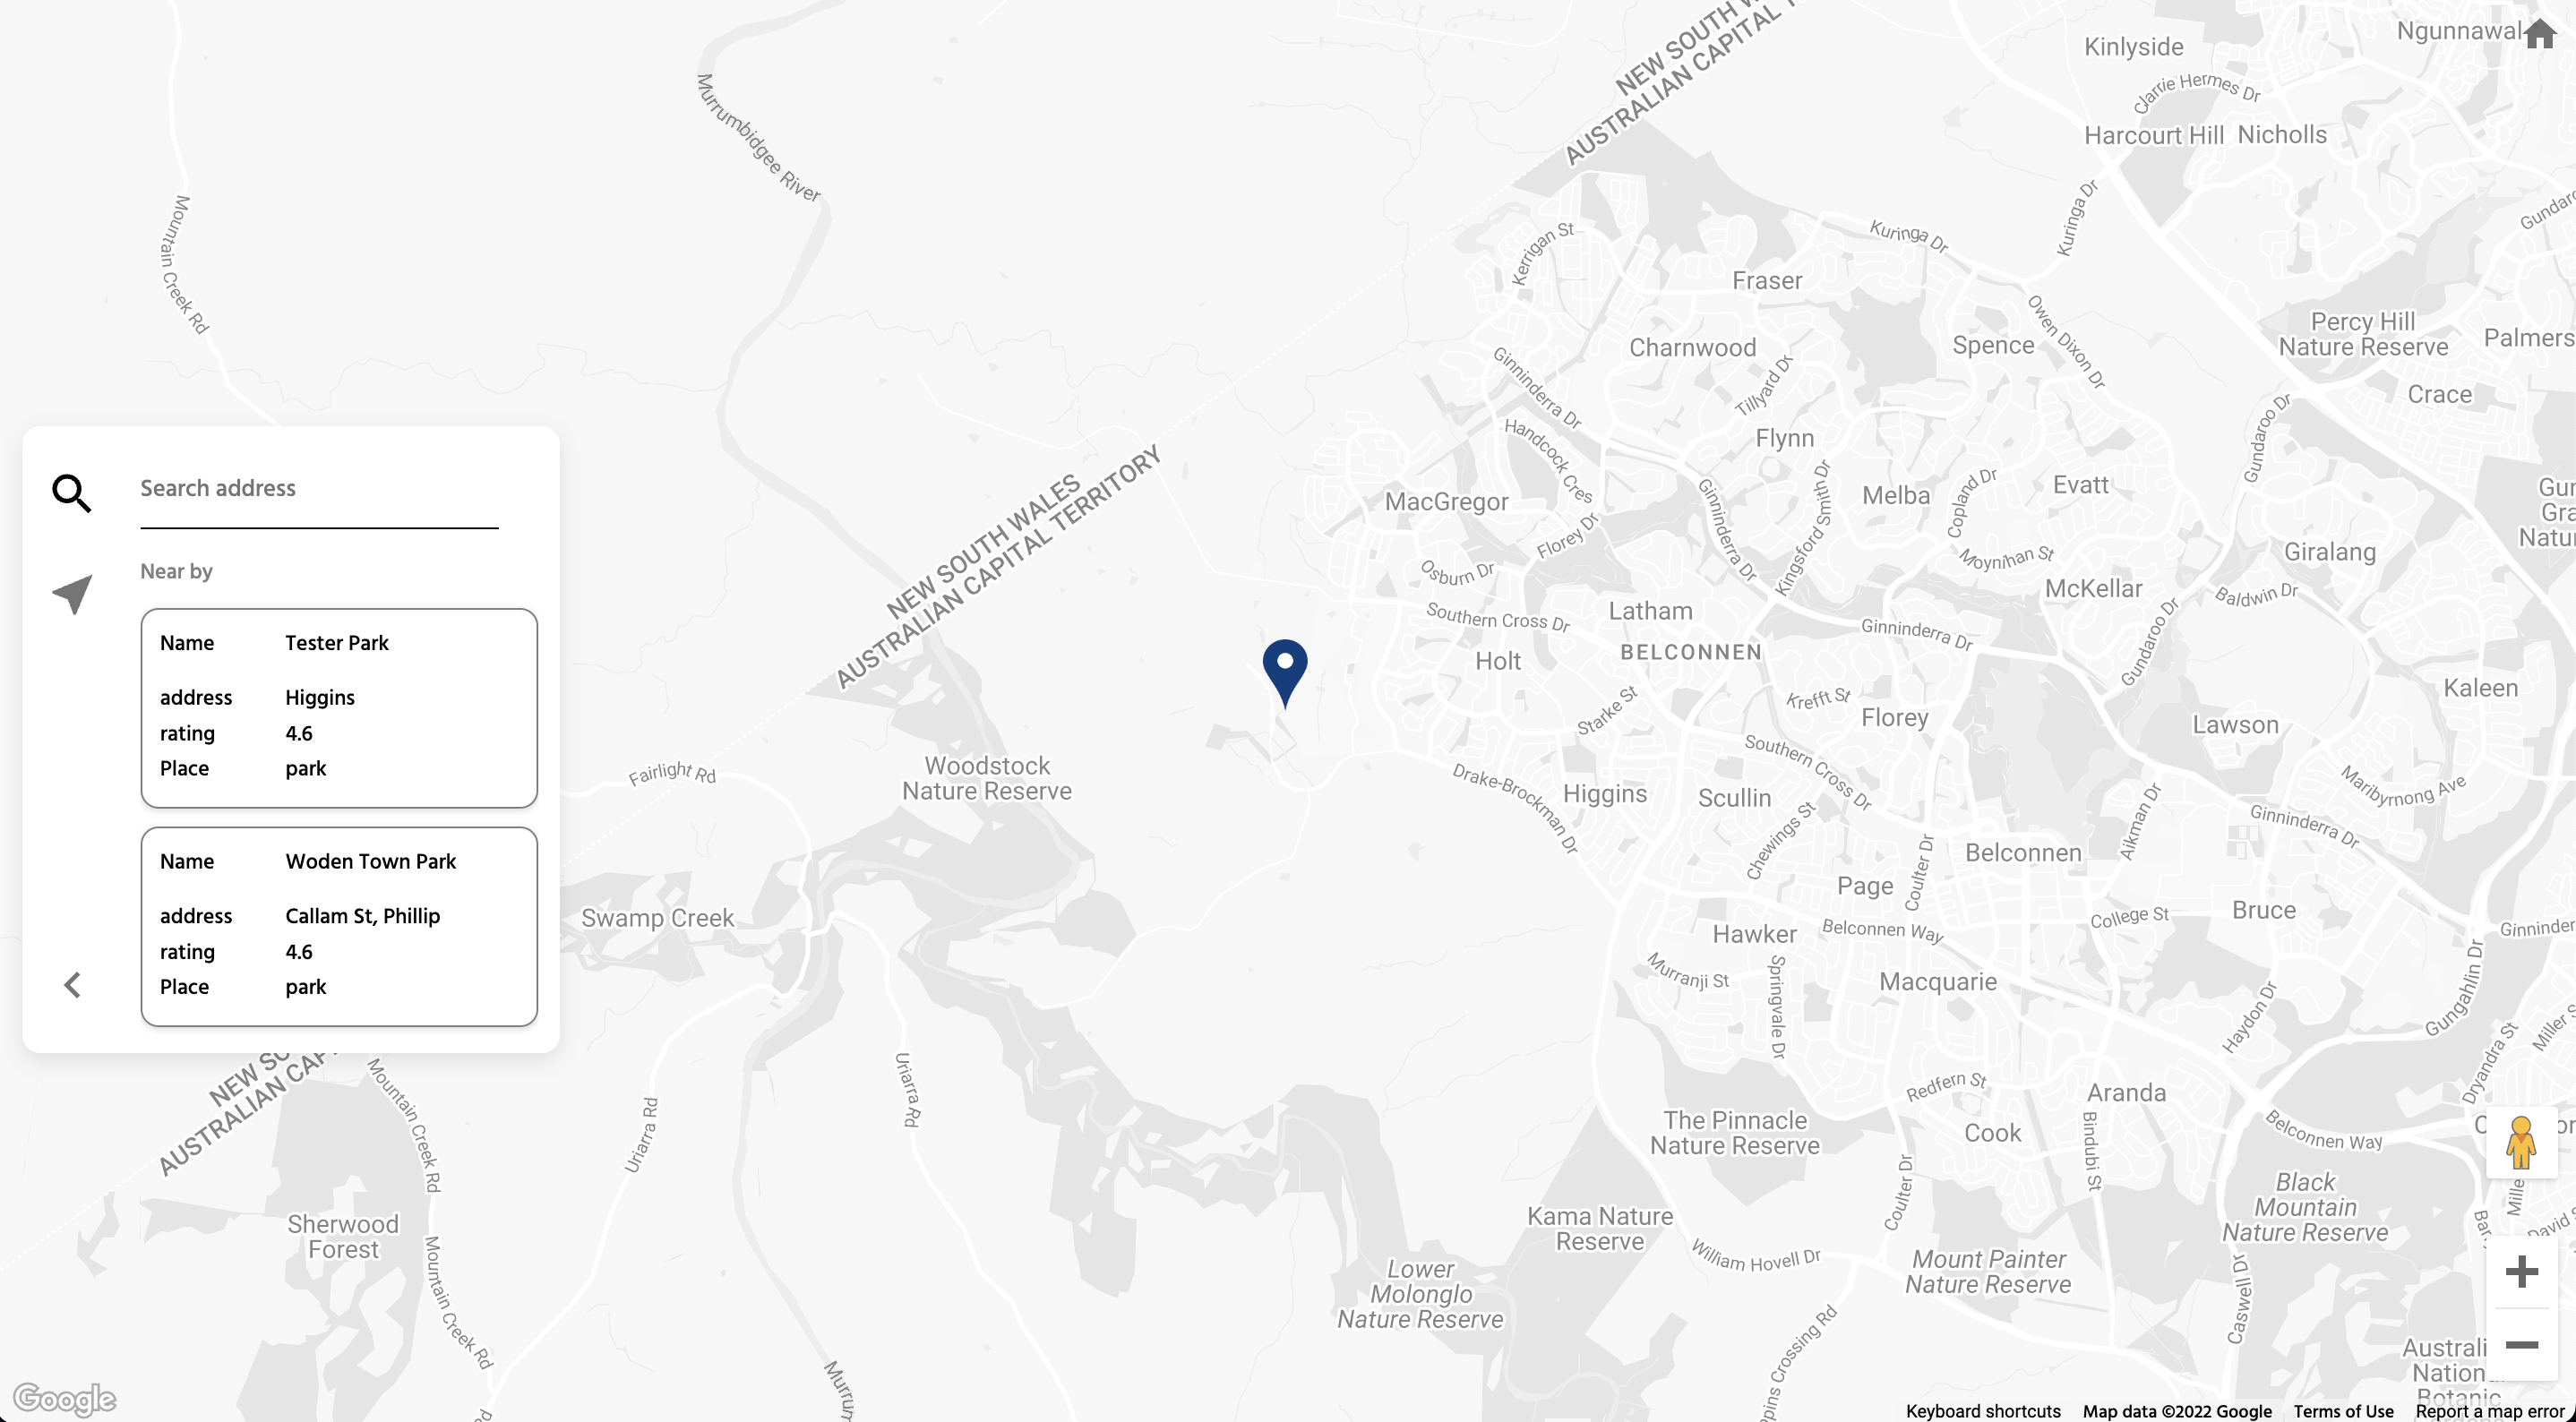 Search address
Near by
Name Tester Park
address Higgins
rating 4.6
Place park
Name Woden Town Park
address Callam St, Phillip
rating 4.6
Place park
NEW SOUTH
AUSTRALIAN CAPITAL
Kinlyside
Ngunnawal
Clarrie Hermes Dr
Harcourt Hill
Nicholls
Murrumbidgee River
Mountain Creek Rd
Kerrigan St
Kuringa Dr
Kuringa Dr
Fraser
Owen Dixon Dr
Percy Hill
Nature Reserve
Palmers
Crace
Charnwood
Spence
Ginninderra Dr
Tillyard Dr
Flynn
Handcock Cres
Gundaroo Dr
MacGregor
Melba
Evatt
Copland Dr
Kingsford Smith Dr
Ginninderra Dr
Florey Dr
Moynihan St
Giralang
NEW SOUTH WALES
AUSTRALIAN CAPITAL TERRITORY
Osburn Dr
McKellar
Baldwin Dr
Southern Cross Dr
Latham
Ginninderra Dr
Gundaroo Dr
BELCONNEN
Holt
Kaleen
Starke St
Krefft St
Florey
Lawson
Southern Cross Dr
Woodstock
Nature Reserve
Fairlight Rd
Drake-Brockman Dr
Higgins
Scullin
Maribyrnong Ave
Ginninderra Dr
Chewings St
Aikman Dr
Belconnen
Coulter Dr
Page
Swamp Creek
Hawker
Belconnen Way
College St
Bruce
Ginninder
Murranji St
Springvale Dr
Macquarie
Haydon Dr
Gungahlin Dr
Dryandra St
Miller S
Uriarra Rd
Uriarra Rd
Mountain Creek Rd
Redfern St
Aranda
The Pinnacle
Nature Reserve
Cook
Bindubi St
Belconnen Way
Coulter Dr
Black
Mountain
Nature Reserve
Sherwood
Forest
Mountain Creek Rd
Kama Nature
Reserve
William Hovell Dr
Mount Painter
Nature Reserve
Caswell Dr
David S
Lower
Molonglo
Nature Reserve
Google
Keyboard shortcuts Map data ©2022 Google Terms of Use Report a map error